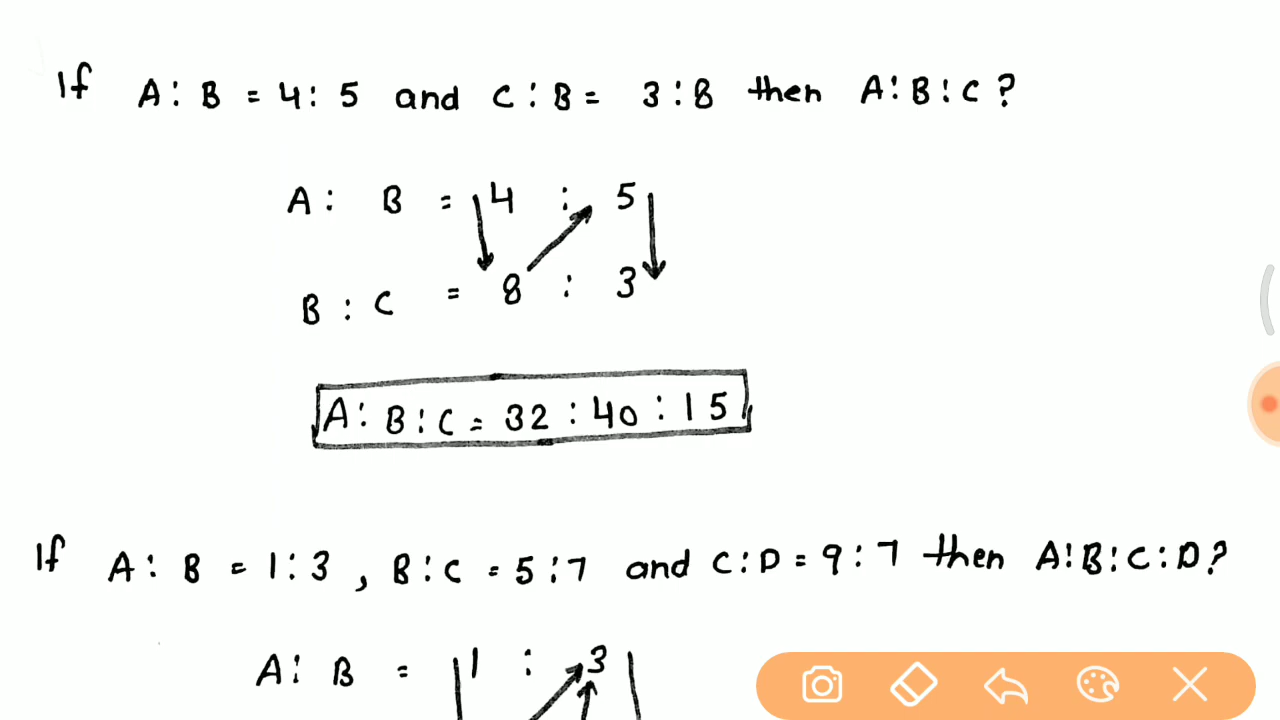 If A : B = 4 : 5 and C : B = 3 : 8 then A : B : C ?
A : B = 4 : 5
B : C = 8 : 3
A : B : C = 32 : 40 : 15
If A : B = 1 : 3 , B : C = 5 : 7 and C : D = 9 : 7 then A : B : C : D ?
A : B = 1 : 3